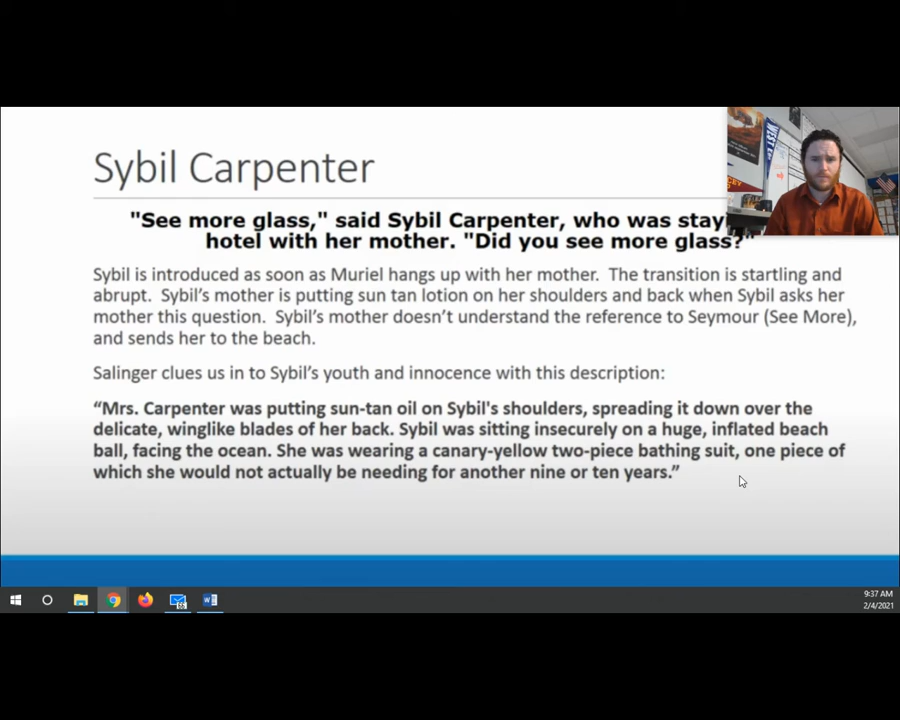 Sybil Carpenter
"See more glass," said Sybil Carpenter, who was stayi
hotel with her mother. "Did you see more glass?"
Sybil is introduced as soon as Muriel hangs up with her mother. The transition is startling and
abrupt. Sybil's mother is putting sun tan lotion on her shoulders and back when Sybil asks her
mother this question. Sybil's mother doesn't understand the reference to Seymour (See More),
and sends her to the beach.
Salinger clues us in to Sybil's youth and innocence with this description:
“Mrs. Carpenter was putting sun-tan oil on Sybil's shoulders, spreading it down over the
delicate, winglike blades of her back. Sybil was sitting insecurely on a huge, inflated beach
ball, facing the ocean. She was wearing a canary-yellow two-piece bathing suit, one piece of
which she would not actually be needing for another nine or ten years.”
WEST
9:37 AM
2/4/2021